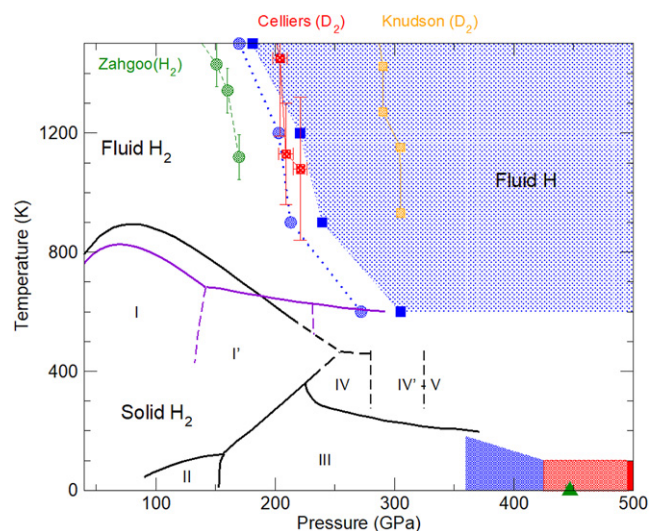 Celliers (D2)
Knudson (D2)
Zahgoo(H2)
Fluid H2
Fluid H
I
I'
IV
IV'
V
Solid H2
II
III
Temperature (K)
0
400
800
1200
100
200
300
400
500
Pressure (GPa)